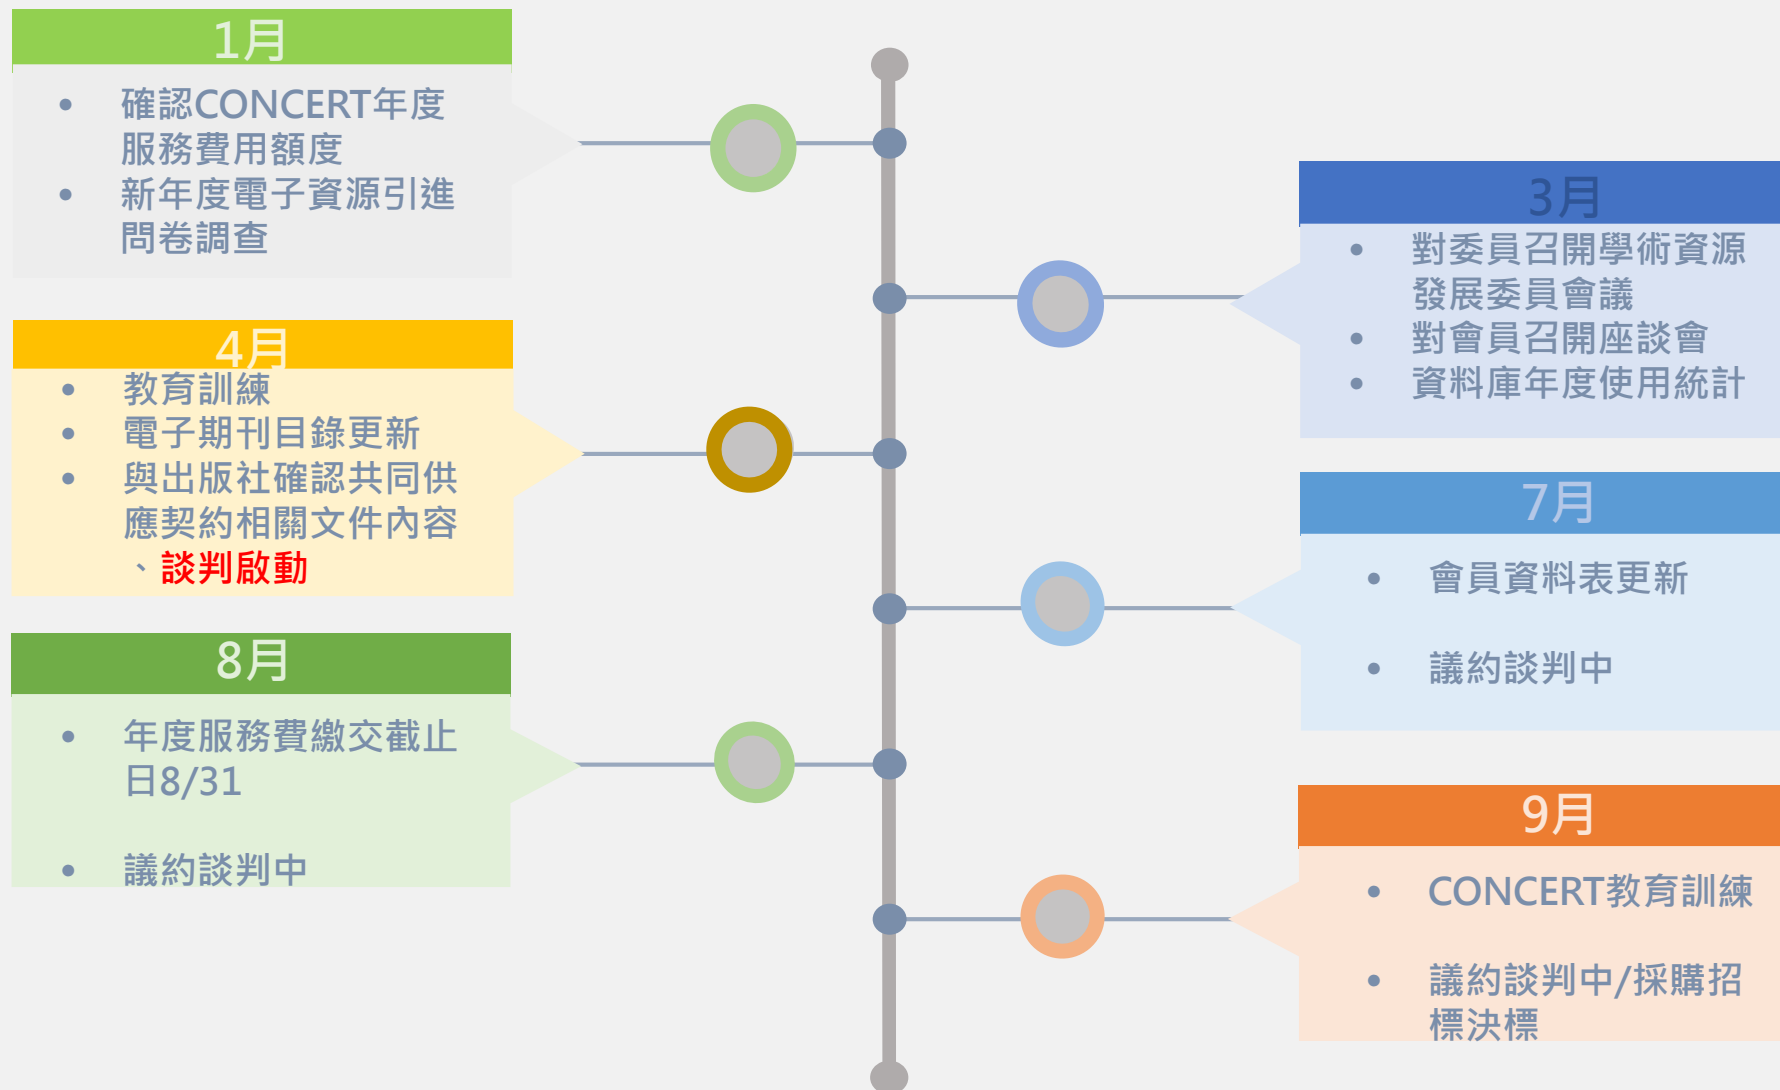 1月
• 確認CONCERT年度
服務費用額度
• 新年度電子資源引進
問卷調查
3月
• 對委員召開學術資源
發展委員會議
• 對會員召開座談會
• 資料庫年度使用統計
4月
• 教育訓練
• 電子期刊目錄更新
• 與出版社確認共同供
應契約相關文件內容
、談判啟動
7月
• 會員資料表更新
• 議約談判中
8月
• 年度服務費繳交截止
日8/31
• 議約談判中
9月
• CONCERT教育訓練
• 議約談判中/採購招
標決標